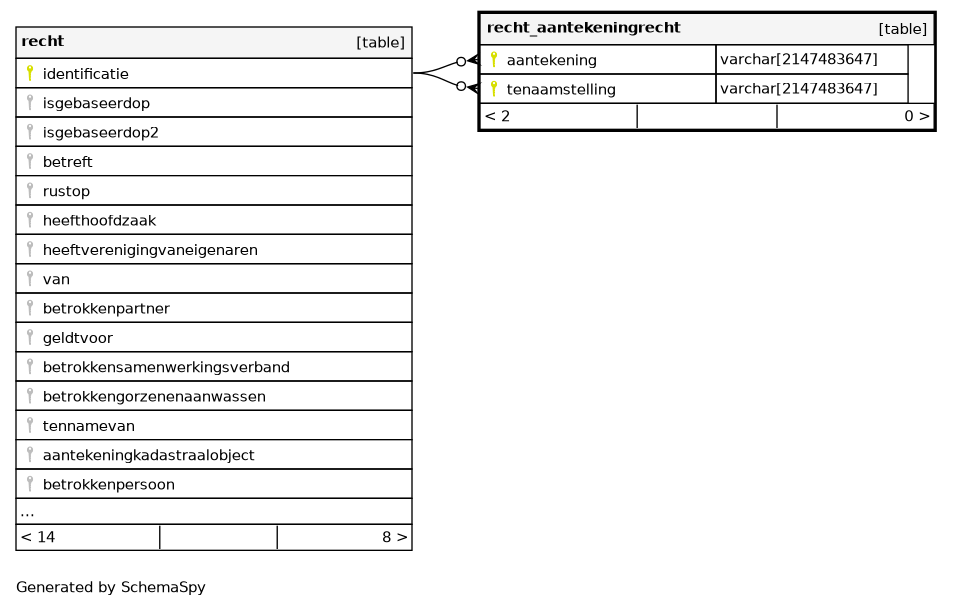 recht [table]
identificatie
isgebaseerdop
isgebaseerdop2
betreft
rustop
heefthoofdzaak
heeftverenigingvaneigenaren
van
betrokkenpartner
geldtvoor
betrokkensamenwerkingsverband
betrokkengorzenenaanwassen
tennamevan
aantekeningkadastraalobject
betrokkenpersoon
...
< 14 8 >
recht_aantekeningrecht [table]
aantekening varchar[2147483647]
tenaamstelling varchar[2147483647]
< 2 0 >
Generated by SchemaSpy